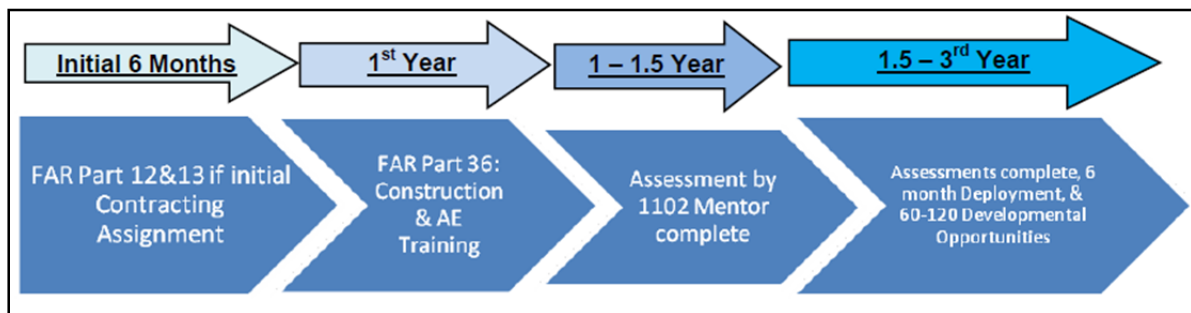 Initial 6 Months
1st Year
1 – 1.5 Year
1.5 – 3rd Year
FAR Part 12&13 if initial
Contracting
Assignment
FAR Part 36:
Construction
& AE
Training
Assessment by
1102 Mentor
complete
Assessments complete, 6
month Deployment, &
60-120 Developmental
Opportunities